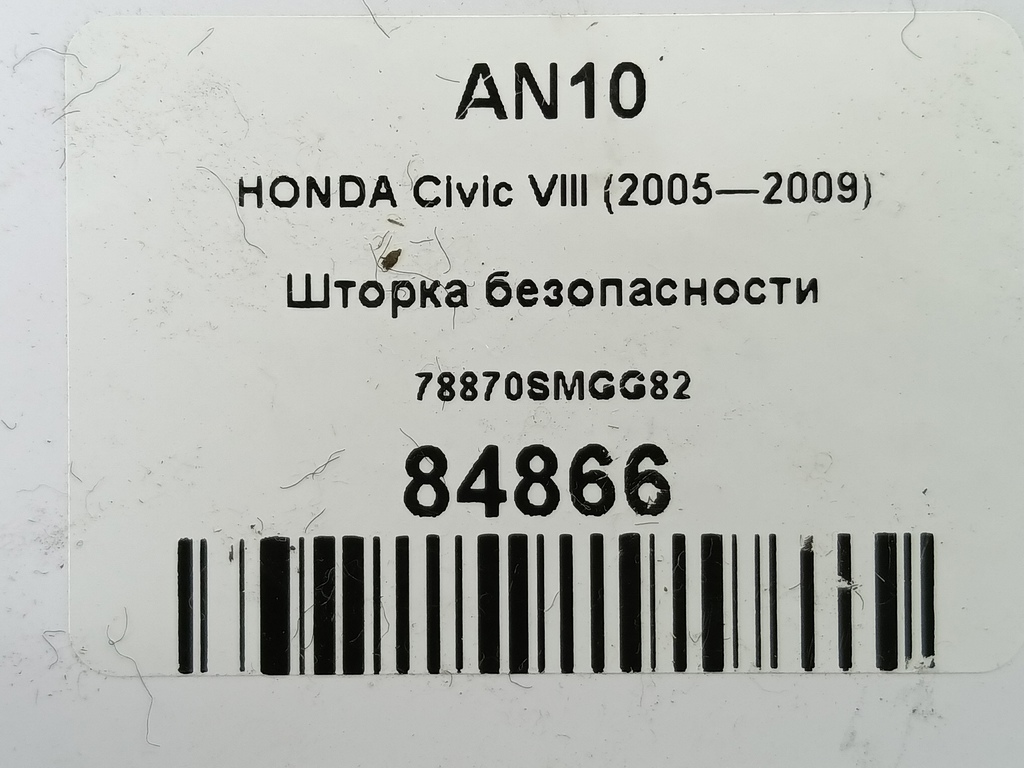 AN10
HONDA Civic VIII (2005—2009)
Шторка безопасности
78870SMGG82
84866